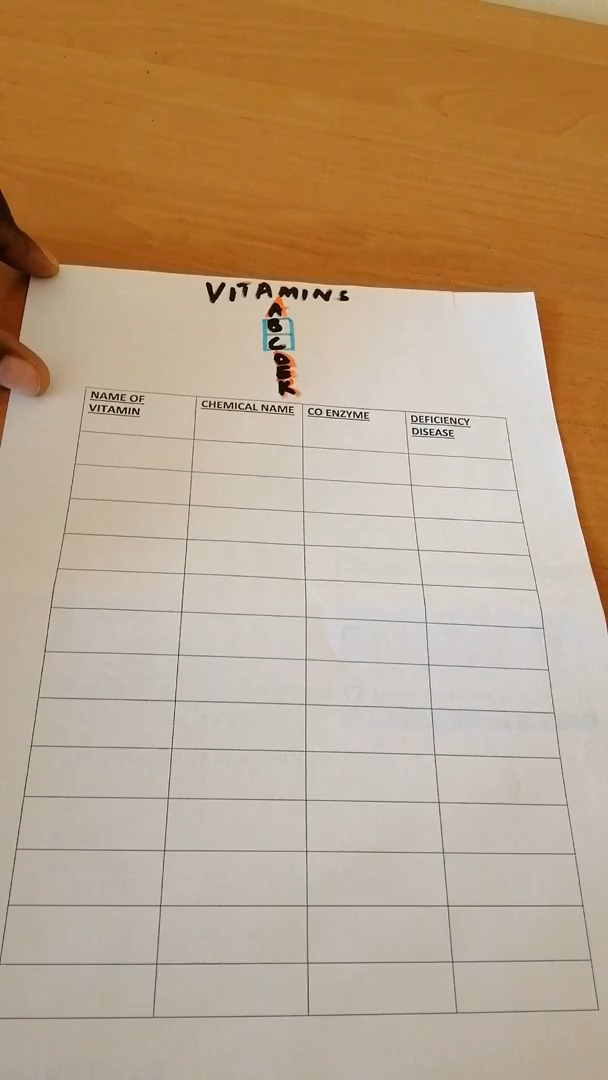 VITAMINS
A
B
C
D
E
K
NAME OF
VITAMIN
CHEMICAL NAME
CO ENZYME
DEFICIENCY
DISEASE